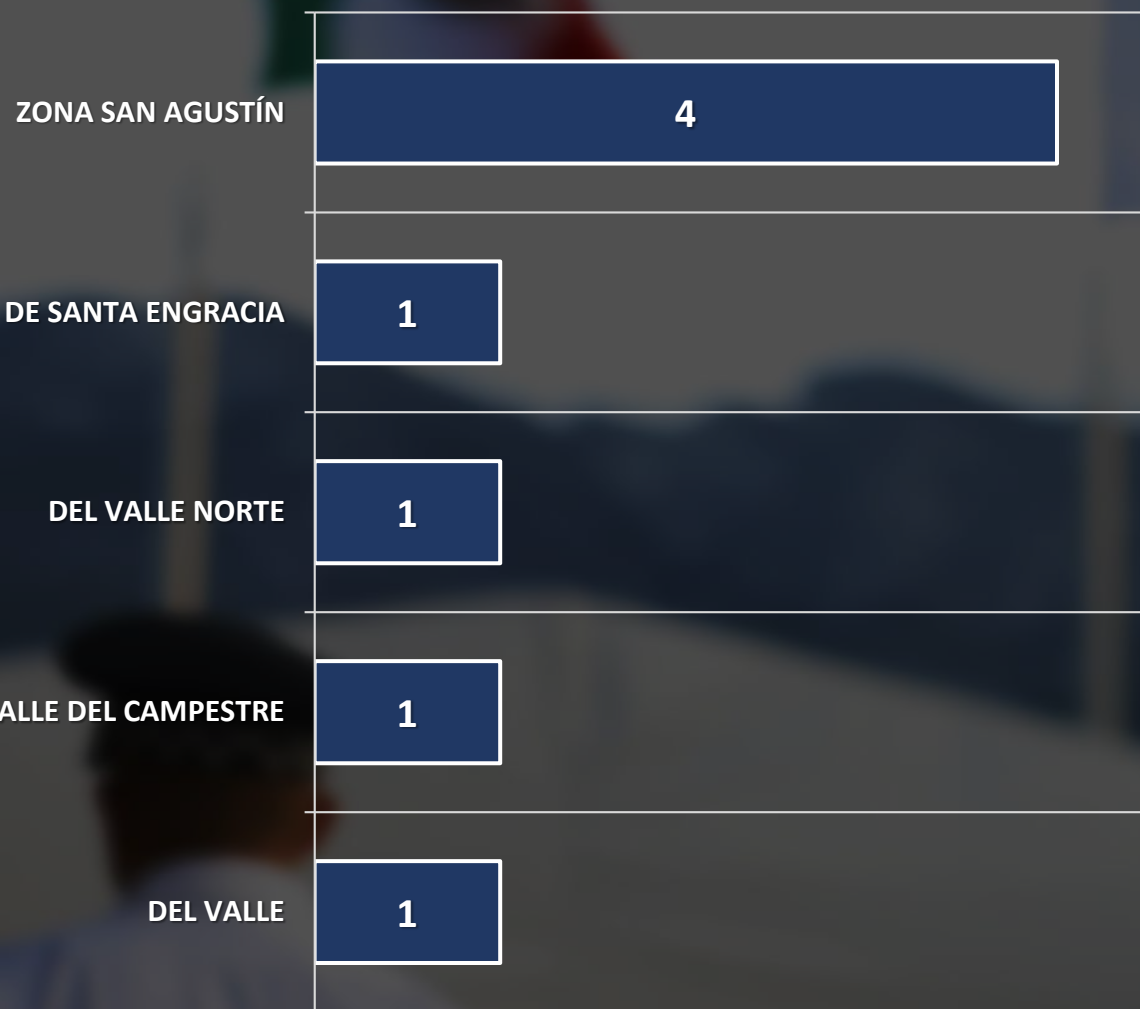 ZONA SAN AGUSTÍN
4
DE SANTA ENGRACIA
1
DEL VALLE NORTE
1
ALLE DEL CAMPESTRE
1
DEL VALLE
1